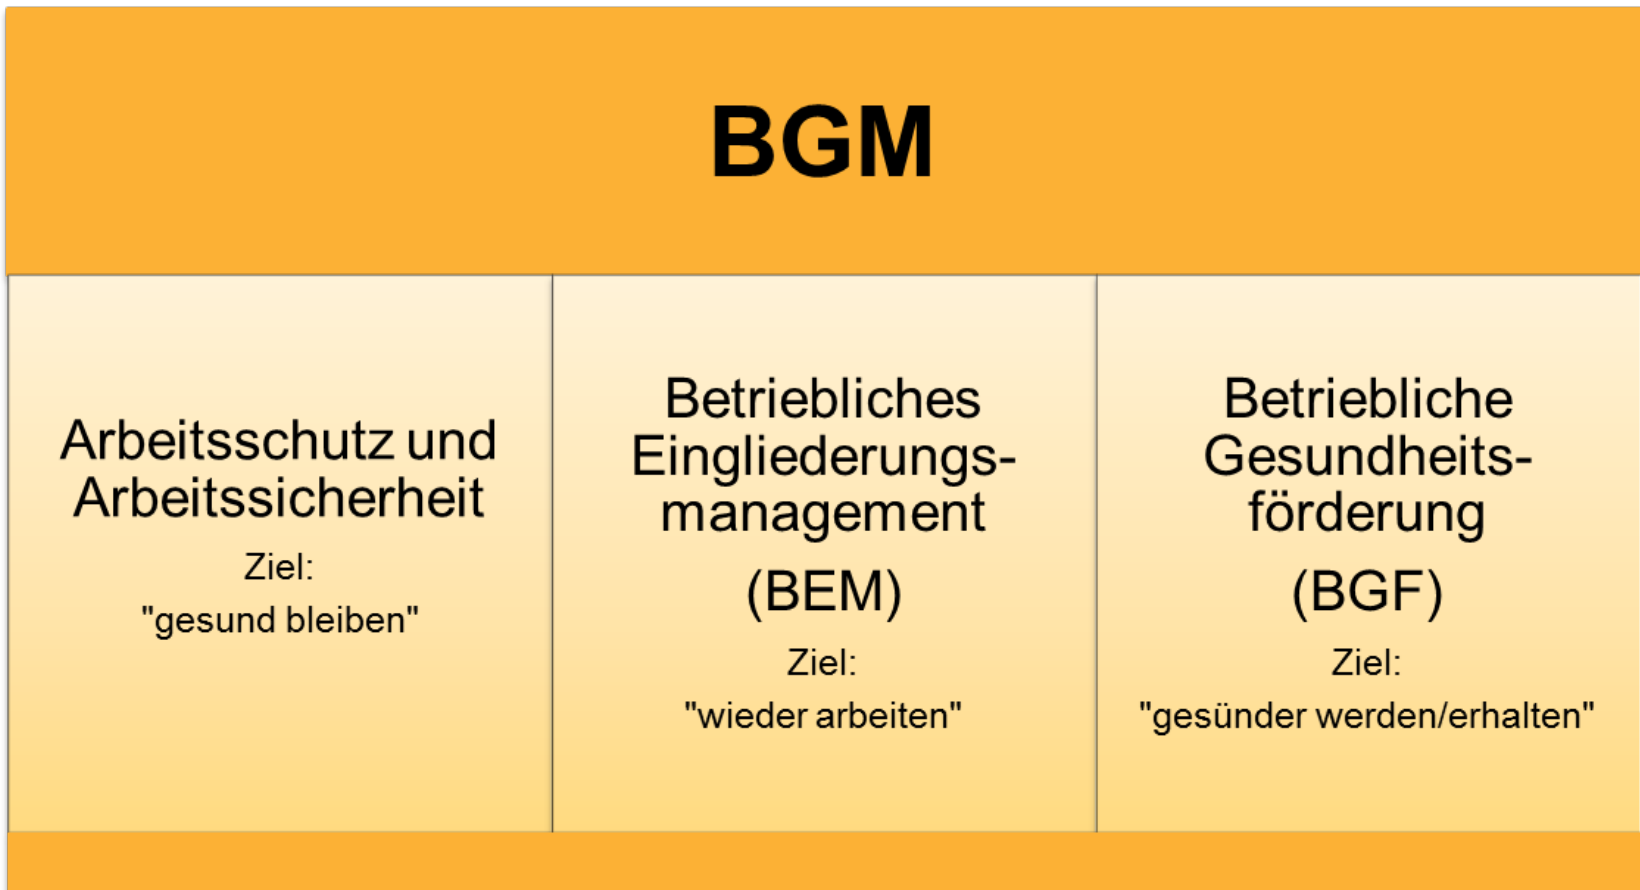 BGM
Arbeitsschutz und
Arbeitssicherheit
Ziel:
"gesund bleiben"
Betriebliches
Eingliederungs-
management
(BEM)
Ziel:
"wieder arbeiten"
Betriebliche
Gesundheits-
förderung
(BGF)
Ziel:
"gesünder werden/erhalten"